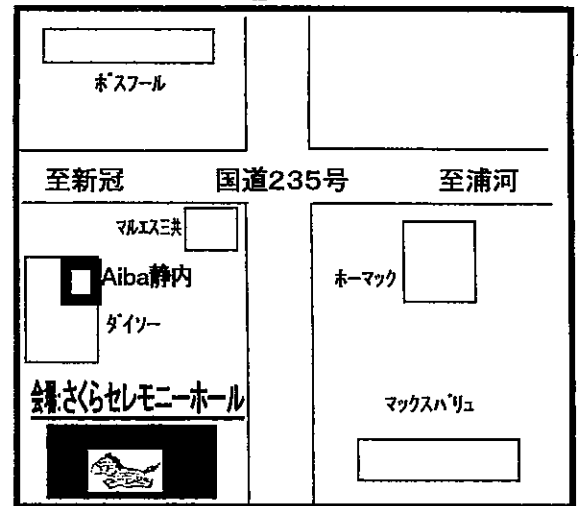 ポスフール
至新冠 国道235号 至浦河
マルエス三共
Aiba静内
ホーマック
ダイソー
会場:さくらセレモニーホール
マックスバリュ